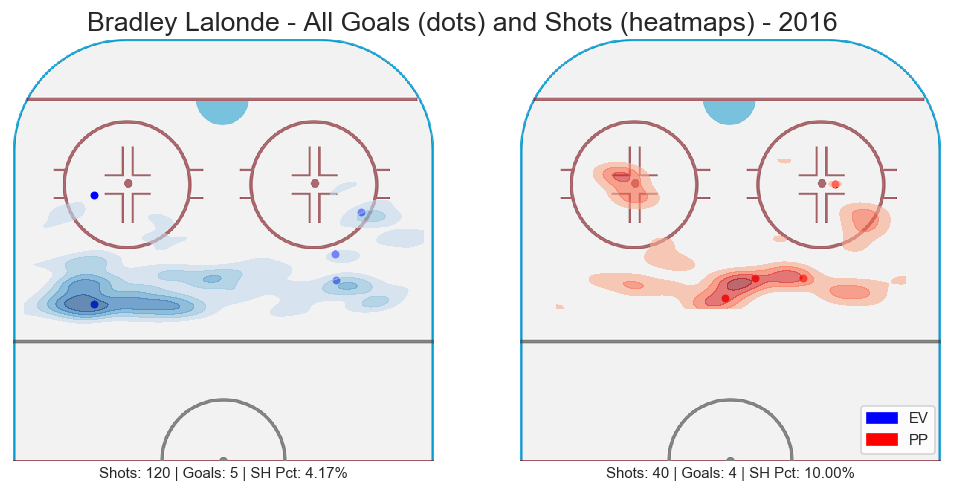 Bradley Lalonde - All Goals (dots) and Shots (heatmaps) - 2016
EV
PP
Shots: 120 | Goals: 5 | SH Pct: 4.17%
Shots: 40 | Goals: 4 | SH Pct: 10.00%